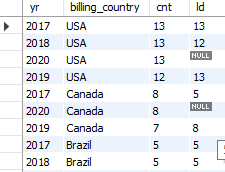 yr billing_country cnt ld
2017 USA 13 13
2018 USA 13 12
2020 USA 13 NULL
2019 USA 12 13
2017 Canada 8 5
2020 Canada 8 NULL
2019 Canada 7 8
2017 Brazil 5 5
2018 Brazil 5 5